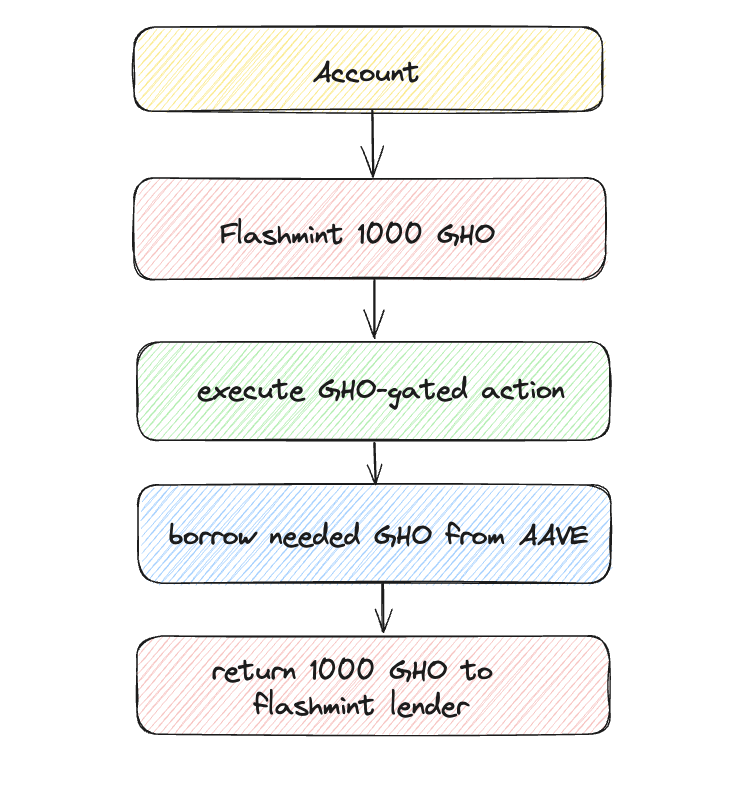 Account
Flashmint 1000 GHO
execute GHO-gated action
borrow needed GHO from AAVE
return 1000 GHO to
flashmint lender